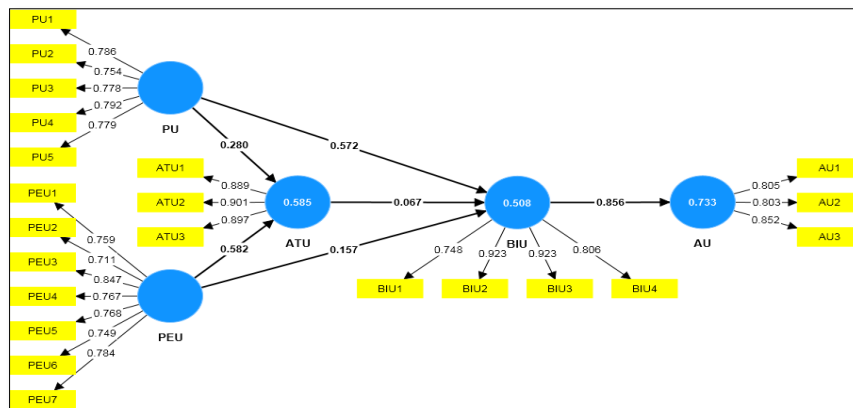 PU1
PU2
PU3
PU4
PU5
0.786
0.754
0.778
0.792
0.779
PU
0.280
0.572
PEU1
PEU2
PEU3
PEU4
PEU5
PEU6
PEU7
0.759
0.711
0.847
0.767
0.768
0.749
0.784
PEU
0.582
0.157
ATU1
ATU2
ATU3
0.889
0.901
0.897
0.585
ATU
0.067
0.508
BIU
0.748
0.923
0.923
0.806
BIU1
BIU2
BIU3
BIU4
0.856
0.733
AU
0.805
0.803
0.852
AU1
AU2
AU3